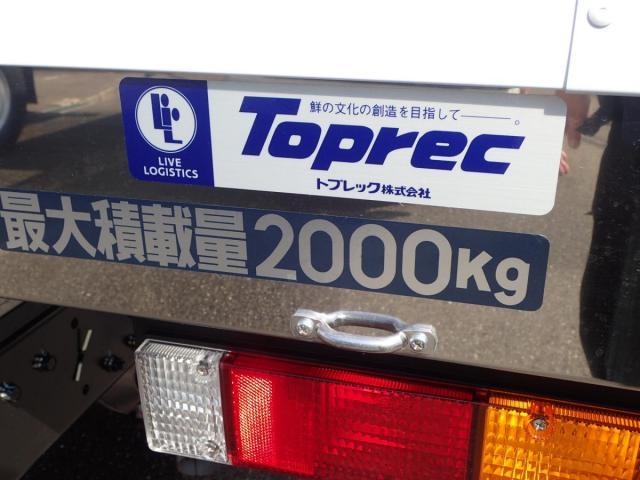 鮮の文化の創造を目指して――。
Toprec
LIVE
LOGISTICS
トプレック株式会社
最大積載量2000Kg